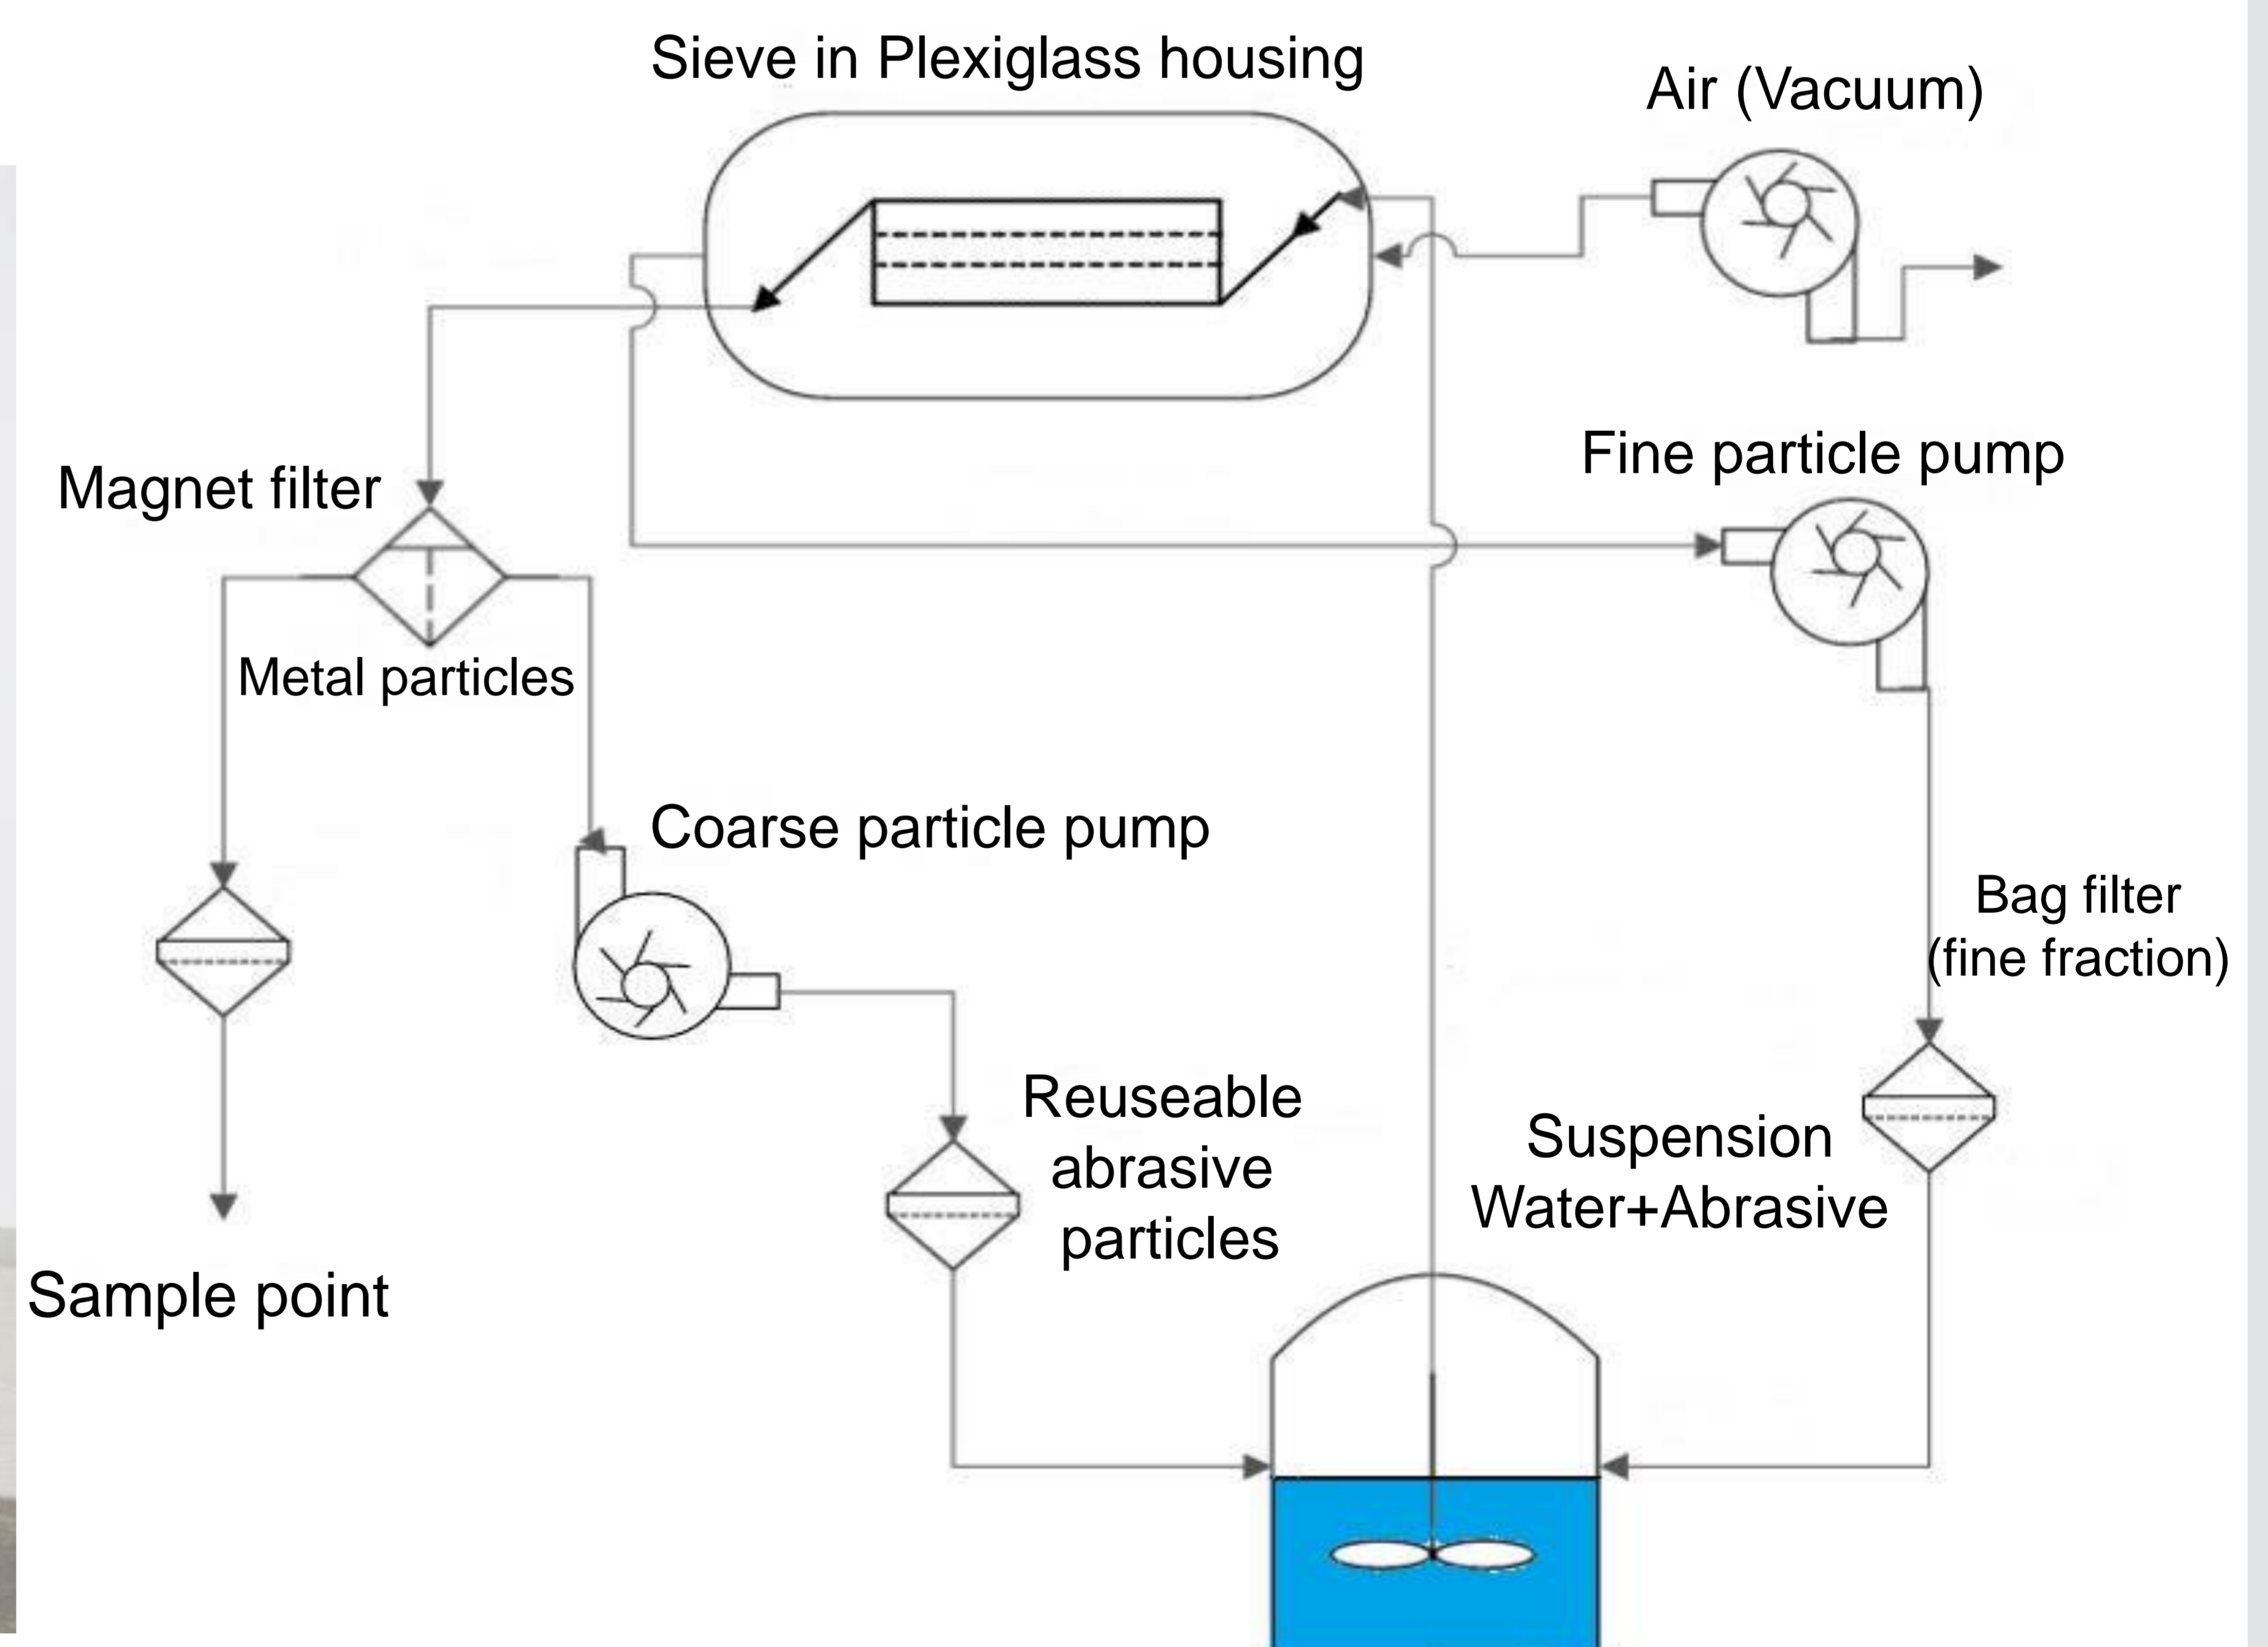 Sieve in Plexiglass housing
Air (Vacuum)
Fine particle pump
Magnet filter
Metal particles
Coarse particle pump
Bag filter
(fine fraction)
Reuseable
abrasive
particles
Suspension
Water+Abrasive
Sample point